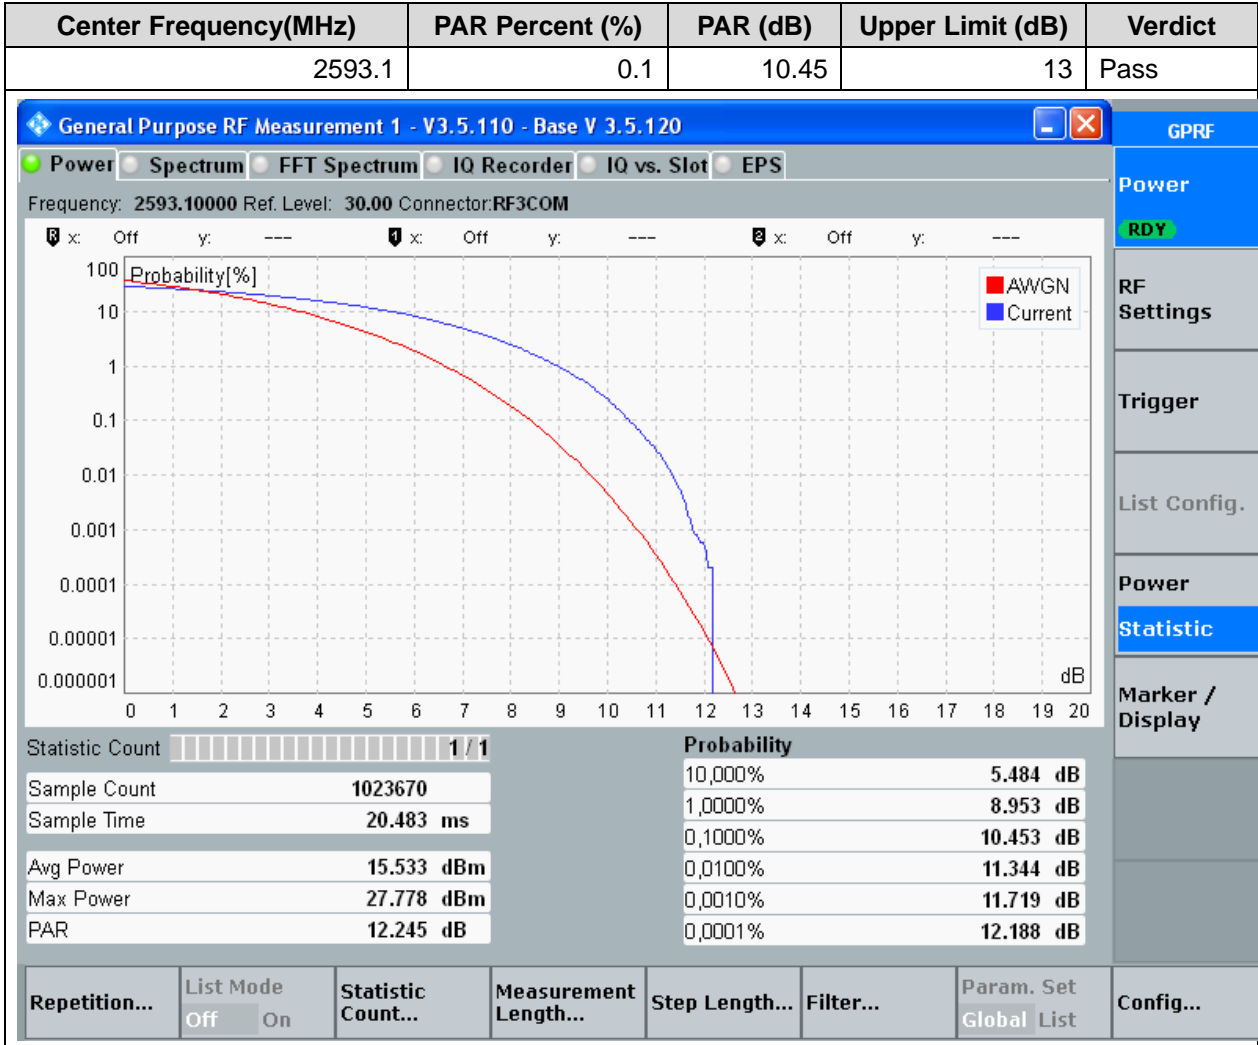 Center Frequency(MHz) PAR Percent (%) PAR (dB) Upper Limit (dB) Verdict
2593.1 0.1 10.45 13 Pass
General Purpose RF Measurement 1 - V3.5.110 - Base V 3.5.120
GPRF
Power Spectrum FFT Spectrum IQ Recorder IQ vs. Slot EPS
Frequency: 2593.10000 Ref. Level: 30.00 Connector:RF3COM
R x: Off y: --- 1 x: Off y: --- 2 x: Off y: ---
Probability[%]
AWGN
Current
100
10
1
0.1
0.01
0.001
0.0001
0.00001
0.000001
dB
0 1 2 3 4 5 6 7 8 9 10 11 12 13 14 15 16 17 18 19 20
Statistic Count 1 / 1
Sample Count 1023670
Sample Time 20.483 ms
Avg Power 15.533 dBm
Max Power 27.778 dBm
PAR 12.245 dB
Probability
10,000% 5.484 dB
1,0000% 8.953 dB
0,1000% 10.453 dB
0,0100% 11.344 dB
0,0010% 11.719 dB
0,0001% 12.188 dB
Power
RDY
RF
Settings
Trigger
List Config.
Power
Statistic
Marker /
Display
Repetition...
List Mode
Off On
Statistic
Count...
Measurement
Length...
Step Length...
Filter...
Param. Set
Global List
Config...